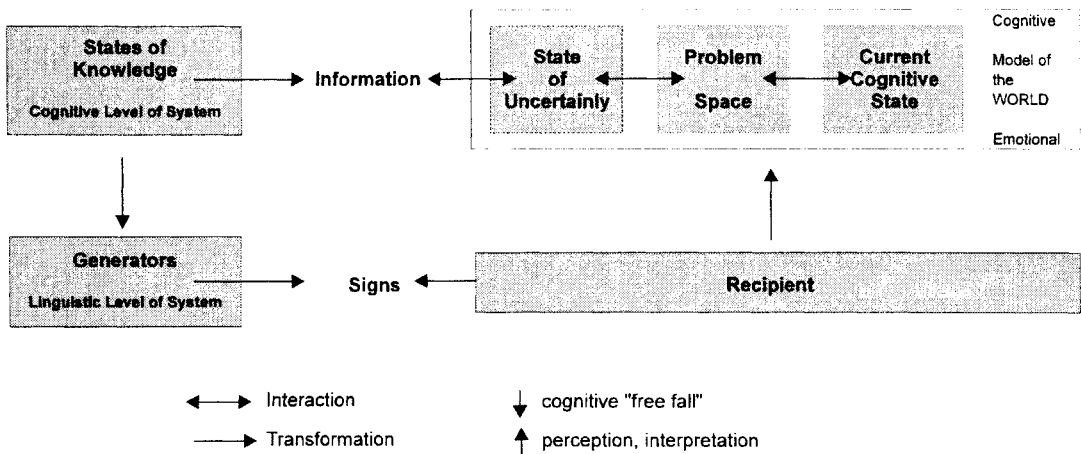 States of
Knowledge
Cognitive Level of System
Information
State
of
Uncertainly
Problem
Space
Current
Cognitive
State
Cognitive
Model of
the
WORLD
Emotional
Generators
Linguistic Level of System
Signs
Recipient
Interaction
Transformation
cognitive "free fall"
perception, interpretation